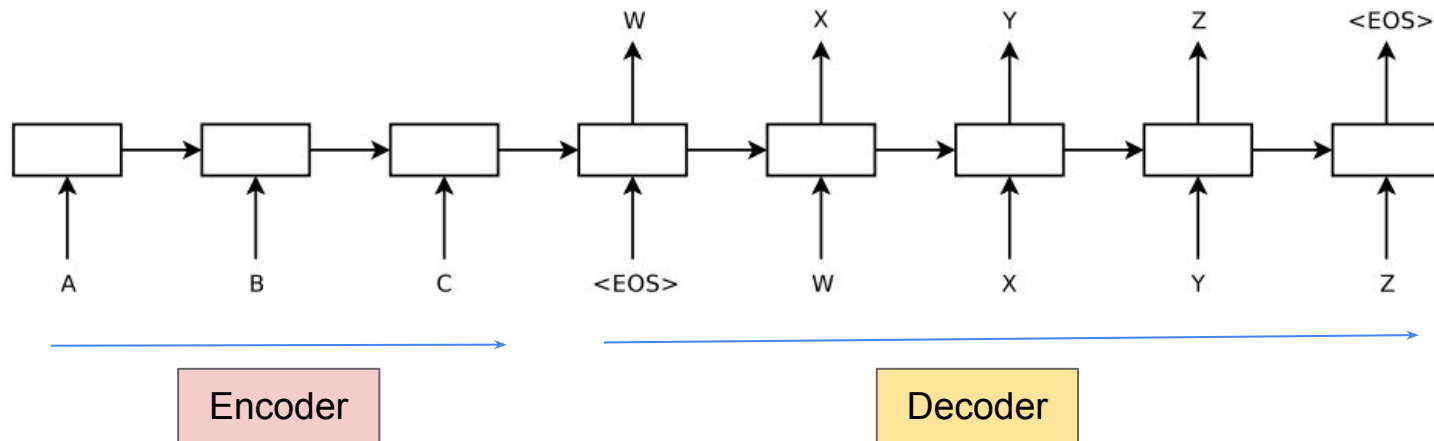 W X Y Z <EOS>
A B C <EOS> W X Y Z
Encoder Decoder